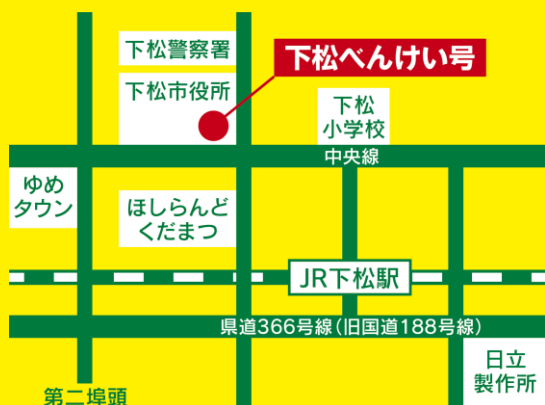 下松警察署
下松べんけい号
下松市役所
下松
小学校
中央線
ゆめ
タウン
ほしらんど
くだまつ
JR下松駅
県道366号線(旧国道188号線)
日立
製作所
第二埠頭